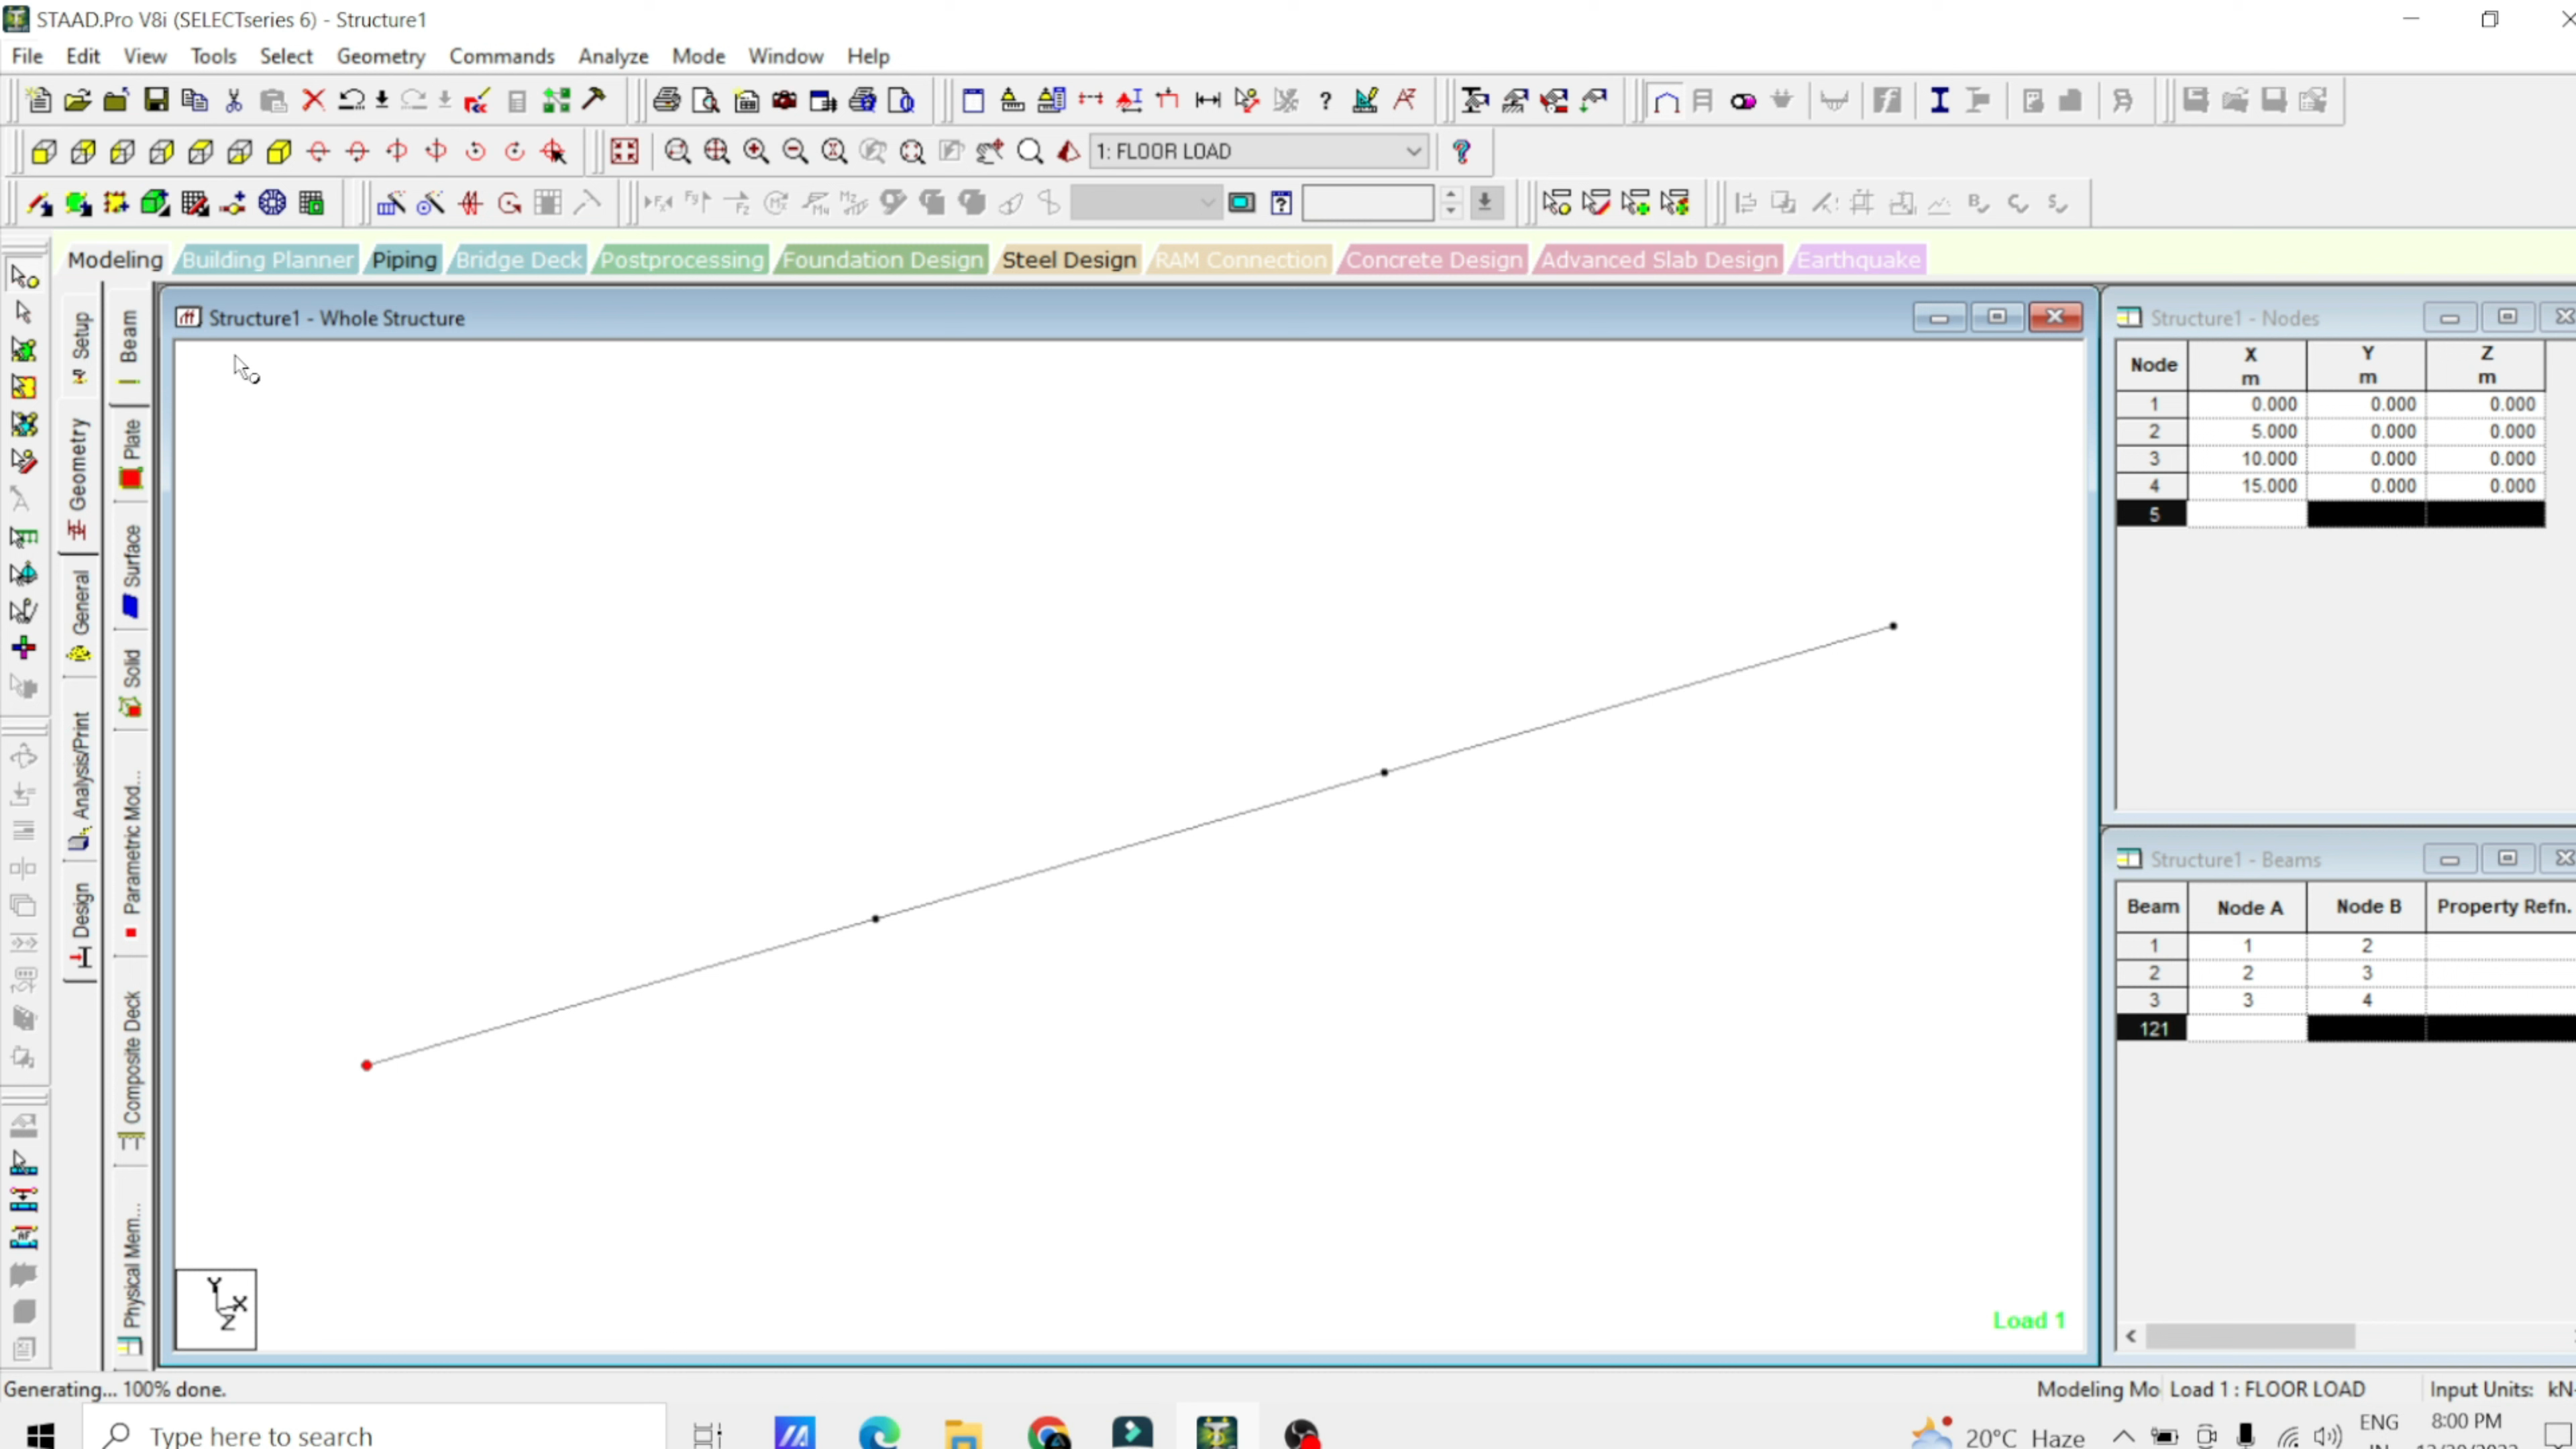 STAAD.Pro V8i (SELECTseries 6) - Structure1
File Edit View Tools Select Geometry Commands Analyze Mode Window Help
1: FLOOR LOAD
Modeling Building Planner Piping Bridge Deck Postprocessing Foundation Design Steel Design RAM Connection Concrete Design Advanced Slab Design Earthquake
Setup
Geometry
General
Analysis/Print
Design
Beam
Plate
Surface
Solid
Parametric Mod...
Composite Deck
Physical Mem...
Structure1 - Whole Structure
Y
X
Z
Load 1
Structure1 - Nodes
Node X m Y m Z m
1 0.000 0.000 0.000
2 5.000 0.000 0.000
3 10.000 0.000 0.000
4 15.000 0.000 0.000
5
Structure1 - Beams
Beam Node A Node B Property Refn.
1 1 2
2 2 3
3 3 4
121
Generating... 100% done.
Modeling Mo Load 1 : FLOOR LOAD Input Units: kN-
Type here to search
20°C Haze
ENG
8:00 PM